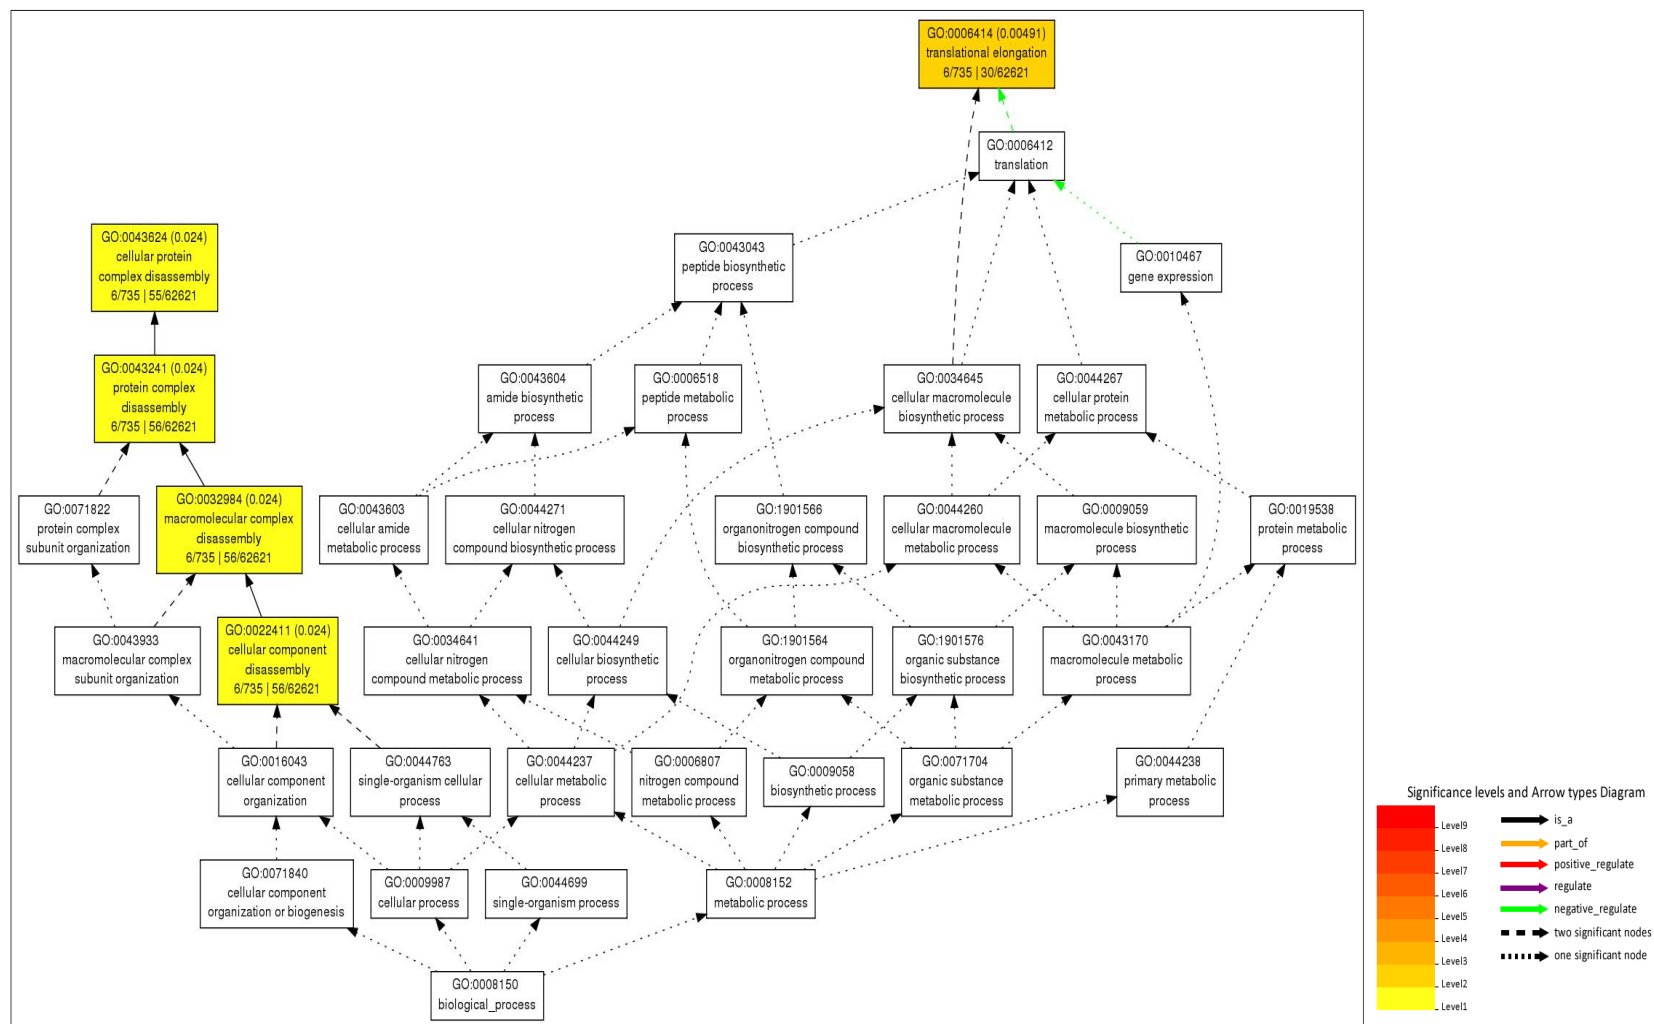 GO:0006414 (0.00491)
translational elongation
6/735 | 30/62621
GO:0006412
translation
GO:0043624 (0.024)
cellular protein
complex disassembly
6/735 | 55/62621
GO:0043043
peptide biosynthetic
process
GO:0010467
gene expression
GO:0043241 (0.024)
protein complex
disassembly
6/735 | 56/62621
GO:0043604
amide biosynthetic
process
GO:0006518
peptide metabolic
process
GO:0034645
cellular macromolecule
biosynthetic process
GO:0044267
cellular protein
metabolic process
GO:0071822
protein complex
subunit organization
GO:0032984 (0.024)
macromolecular complex
disassembly
6/735 | 56/62621
GO:0043603
cellular amide
metabolic process
GO:0044271
cellular nitrogen
compound biosynthetic process
GO:1901566
organonitrogen compound
biosynthetic process
GO:0044260
cellular macromolecule
metabolic process
GO:0009059
macromolecule biosynthetic
process
GO:0019538
protein metabolic
process
GO:0043933
macromolecular complex
subunit organization
GO:0022411 (0.024)
cellular component
disassembly
6/735 | 56/62621
GO:0034641
cellular nitrogen
compound metabolic process
GO:0044249
cellular biosynthetic
process
GO:1901564
organonitrogen compound
metabolic process
GO:1901576
organic substance
biosynthetic process
GO:0043170
macromolecule metabolic
process
GO:0016043
cellular component
organization
GO:0044763
single-organism cellular
process
GO:0044237
cellular metabolic
process
GO:0006807
nitrogen compound
metabolic process
GO:0009058
biosynthetic process
GO:0071704
organic substance
metabolic process
GO:0044238
primary metabolic
process
GO:0071840
cellular component
organization or biogenesis
GO:0009987
cellular process
GO:0044699
single-organism process
GO:0008152
metabolic process
GO:0008150
biological_process
Significance levels and Arrow types Diagram
Level9
Level8
Level7
Level6
Level5
Level4
Level3
Level2
Level1
is_a
part_of
positive_regulate
regulate
negative_regulate
two significant nodes
one significant node